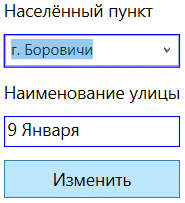 Населённый пункт
г. Боровичи
Наименование улицы
9 Января
Изменить